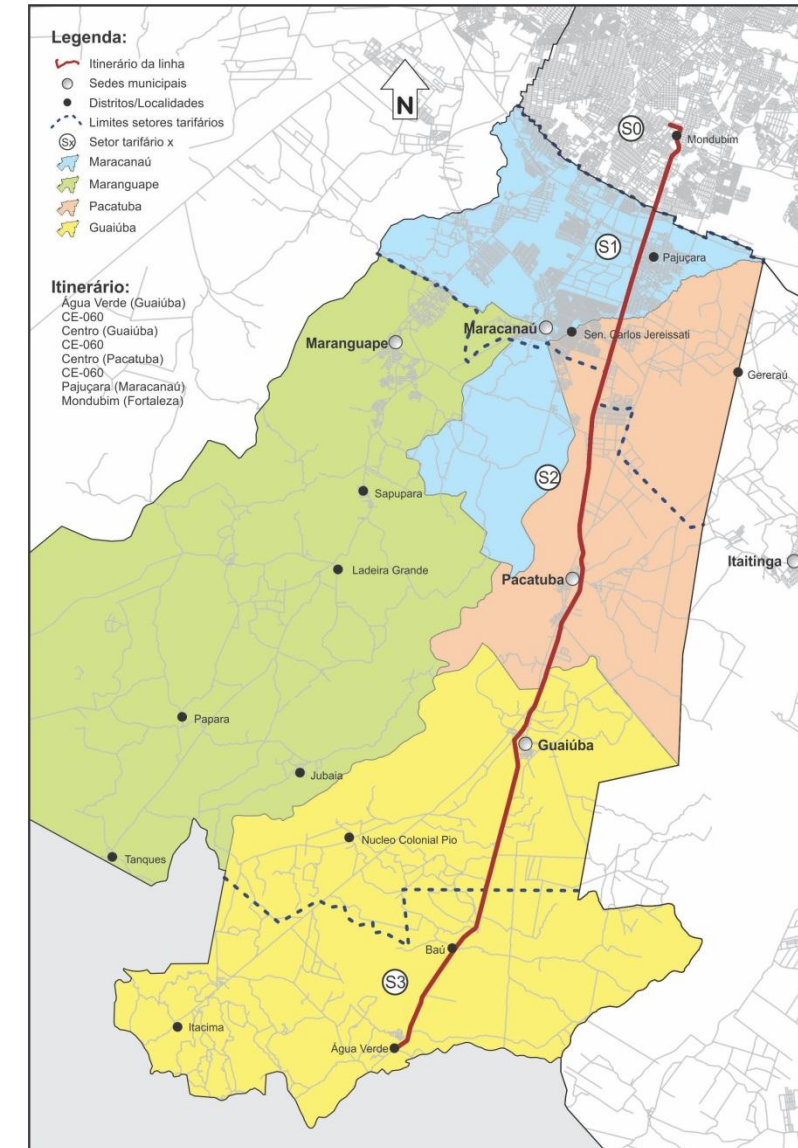 Legenda:
Itinerário da linha
Sedes municipais
Distritos/Localidades
Limites setores tarifários
Sx Setor tarifário x
Maracanaú
Maranguape
Pacatuba
Guaiúba
Itinerário:
Água Verde (Guaiúba)
CE-060
Centro (Guaiúba)
CE-060
Centro (Pacatuba)
CE-060
Pajuçara (Maracanaú)
Mondubim (Fortaleza)
N
S0
Mondubim
S1
Pajuçara
Maracanaú
Sen. Carlos Jereissati
Maranguape
Gereraú
S2
Sapupara
Itaitinga
Ladeira Grande
Pacatuba
Papara
Guaiúba
Jubaia
Nucleo Colonial Pio
Tanques
Baú
S3
Itacima
Água Verde